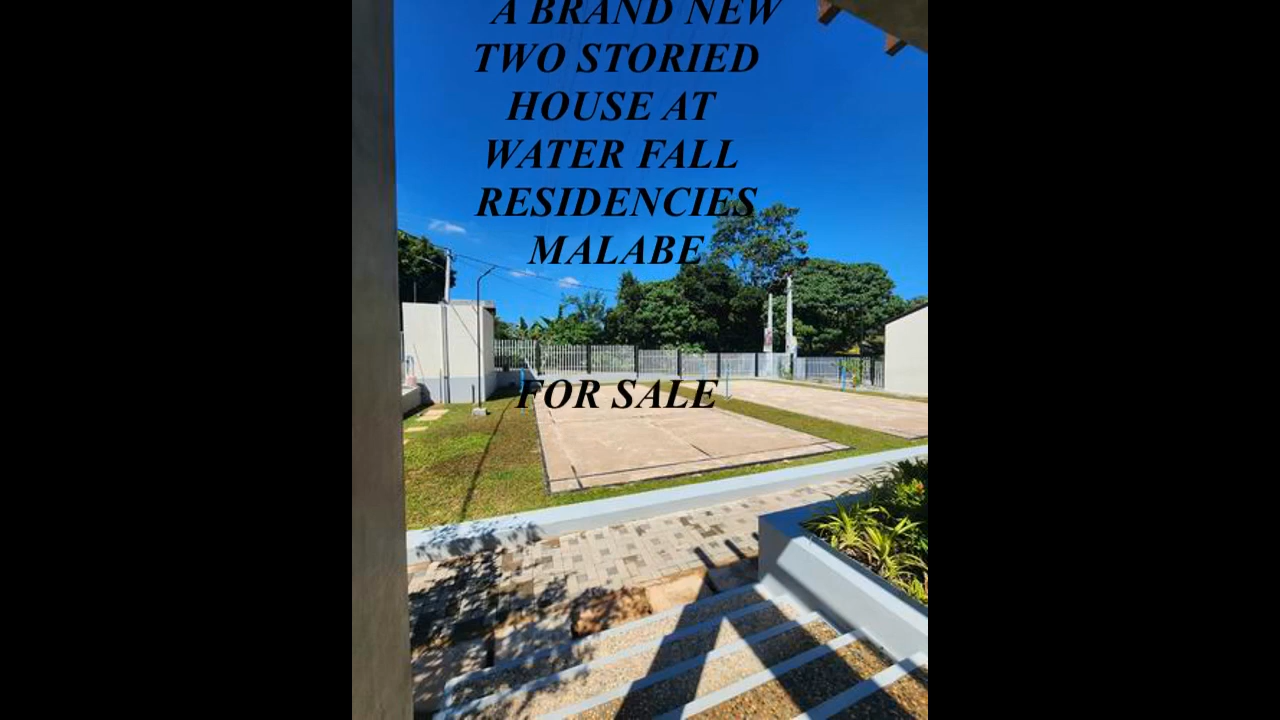 A BRAND NEW
TWO STORIED
HOUSE AT
WATER FALL
RESIDENCIES
MALABE
FOR SALE